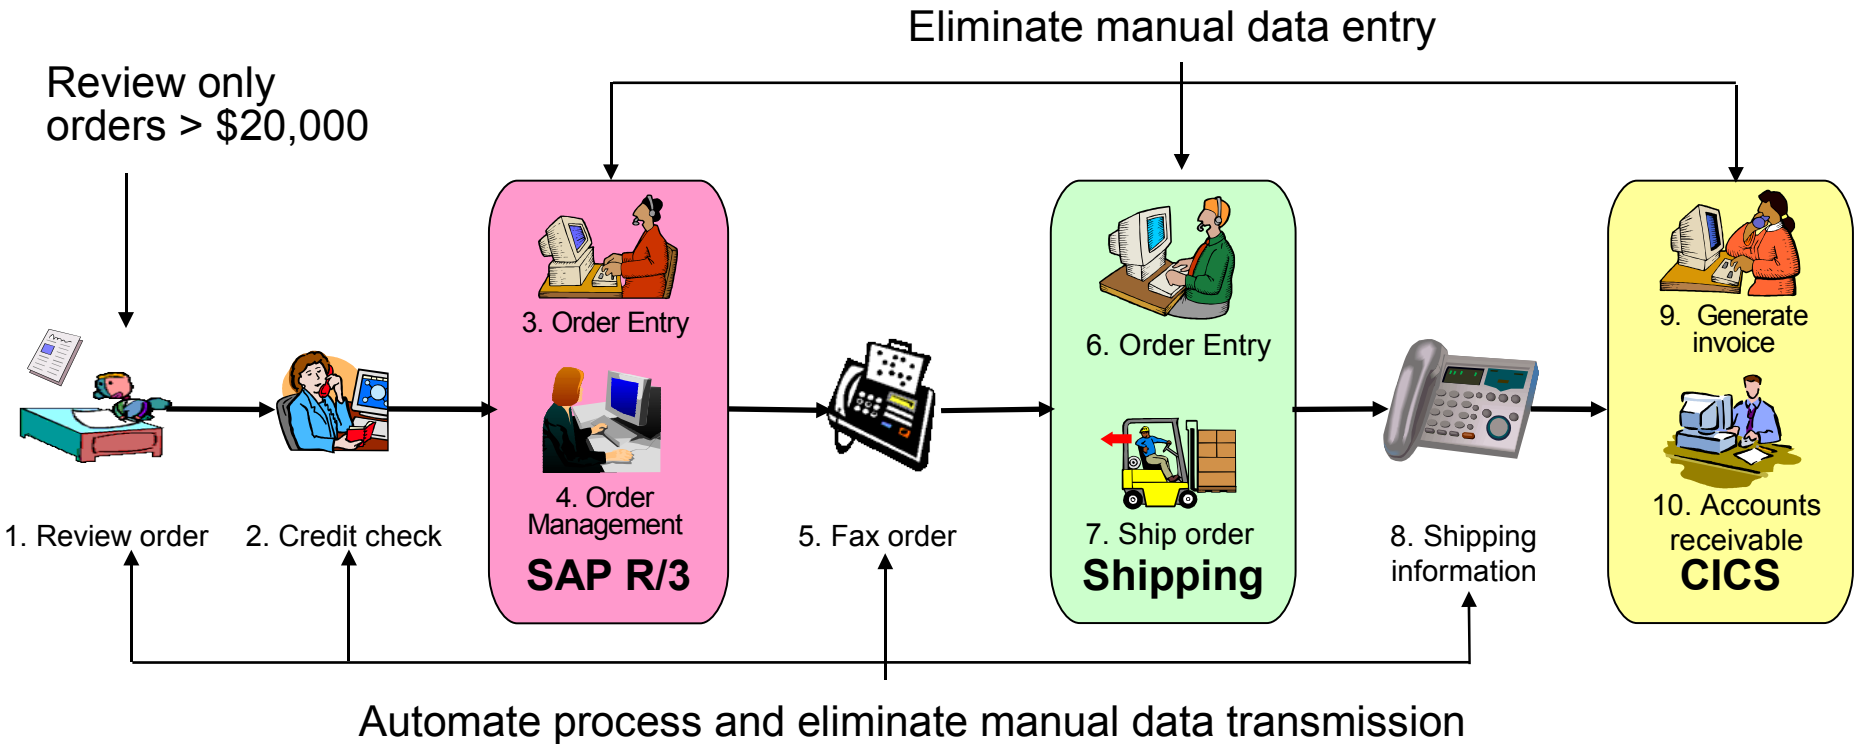 Eliminate manual data entry
Review only
orders > $20,000
1. Review order
2. Credit check
3. Order Entry
4. Order
Management
SAP R/3
5. Fax order
6. Order Entry
7. Ship order
Shipping
8. Shipping
information
9. Generate
invoice
10. Accounts
receivable
CICS
Automate process and eliminate manual data transmission